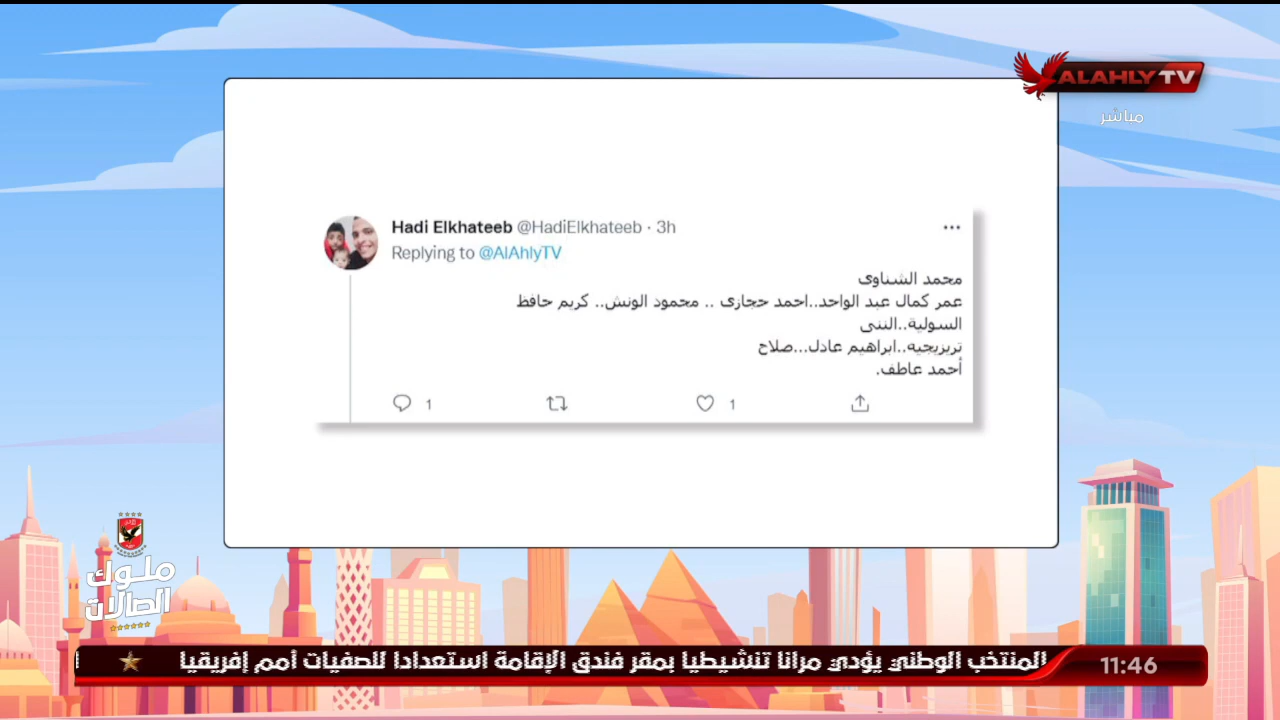 ALAHLY TV
مباشر
Hadi Elkhateeb @HadiElkhateeb · 3h
Replying to @AlAhlyTV
محمد الشناوى
عمر كمال عبد الواحد..احمد حجازى .. محمود الونش.. كريم حافظ
السولية..الننى
تريزيجيه..ابراهيم عادل...صلاح
أحمد عاطف.
1
1
ملوك
الصالات
المنتخب الوطني يؤدي مرانا تنشيطيا بمقر فندق الإقامة استعدادا للصفيات أمم إفريقيا
11:46